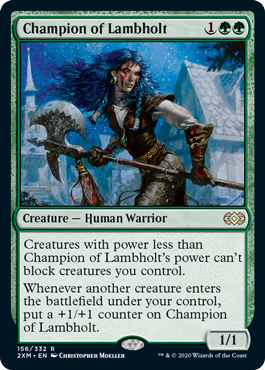 Champion of Lambholt 1
Creature — Human Warrior
Creatures with power less than
Champion of Lambholt's power can't
block creatures you control.
Whenever another creature enters
the battlefield under your control,
put a +1/+1 counter on Champion
of Lambholt.
1/1
156/332 R
2XM • EN Christopher Moeller ™ & © 2020 Wizards of the Coast